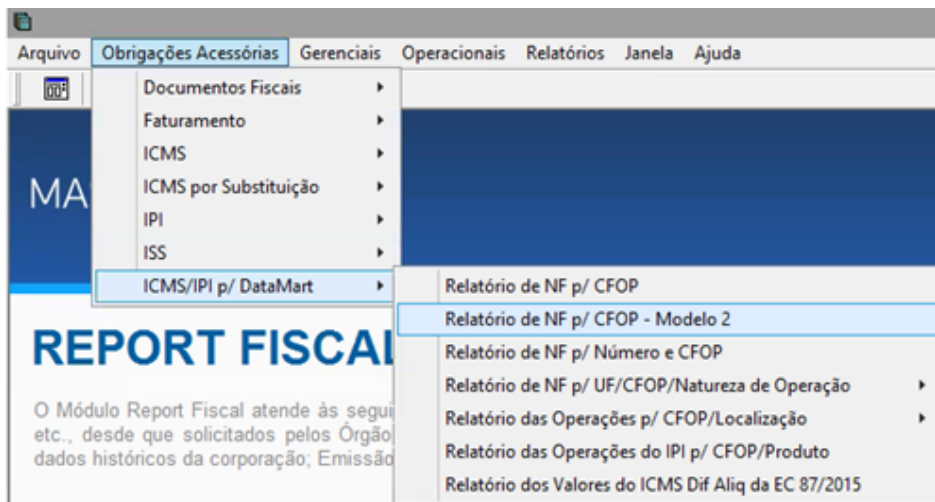 Arquivo Obrigações Acessórias Gerenciais Operacionais Relatórios Janela Ajuda
Documentos Fiscais
Faturamento
ICMS
ICMS por Substituição
IPI
ISS
ICMS/IPI p/ DataMart
Relatório de NF p/ CFOP
Relatório de NF p/ CFOP - Modelo 2
Relatório de NF p/ Número e CFOP
Relatório de NF p/ UF/CFOP/Natureza de Operação
Relatório das Operações p/ CFOP/Localização
Relatório das Operações do IPI p/ CFOP/Produto
Relatório dos Valores do ICMS Dif Aliq da EC 87/2015
MA
REPORT FISCAL
O Módulo Report Fiscal atende às segui
etc., desde que solicitados pelos Órgão
dados históricos da corporação; Emissão